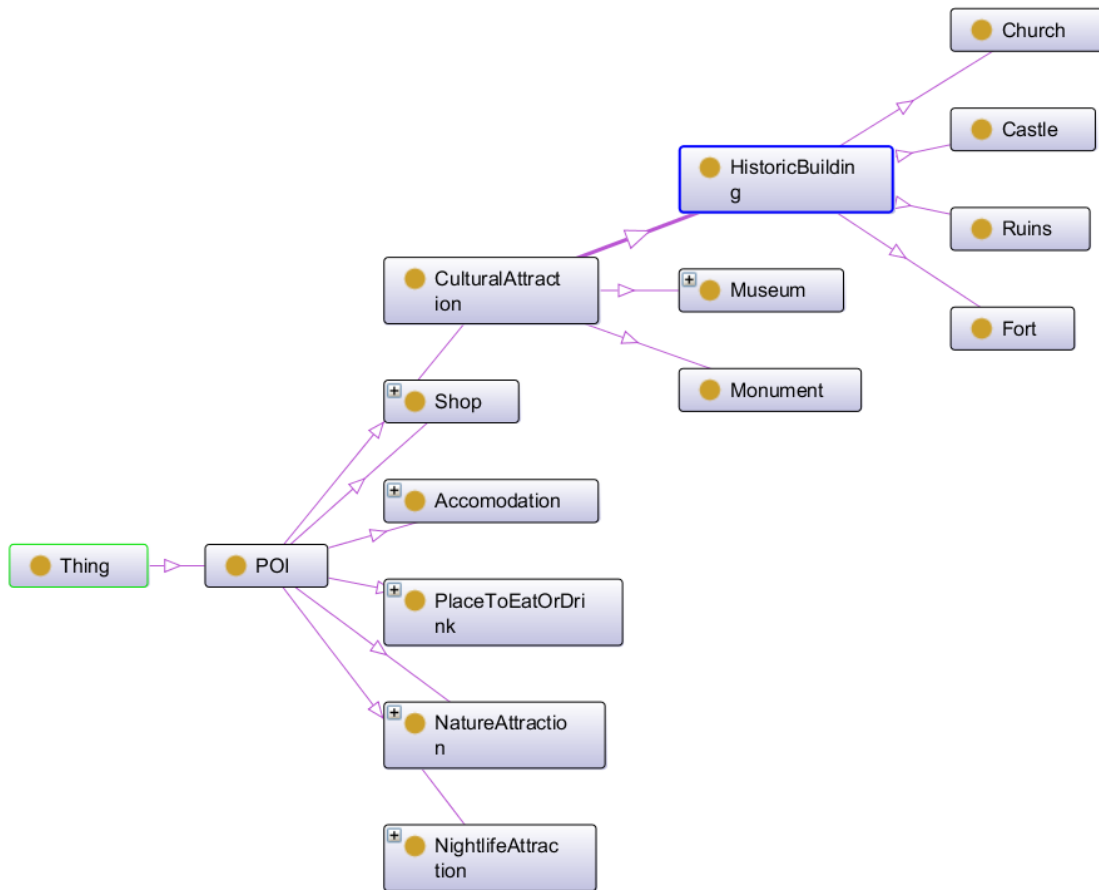 Church
Castle
HistoricBuildin
g
Ruins
CulturalAttract
ion
Museum
Fort
Monument
Shop
Accomodation
Thing
POI
PlaceToEatOrDri
nk
NatureAttractio
n
NightlifeAttrac
tion